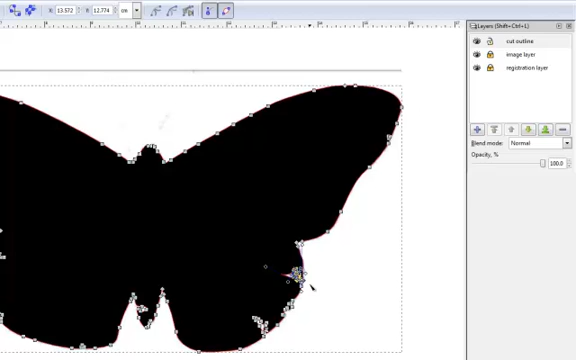 X: 13.572 Y: 12.774 cm
Layers (Shift+Ctrl+L)
cut outline
image layer
registration layer
Blend mode: Normal
Opacity, %
100.0